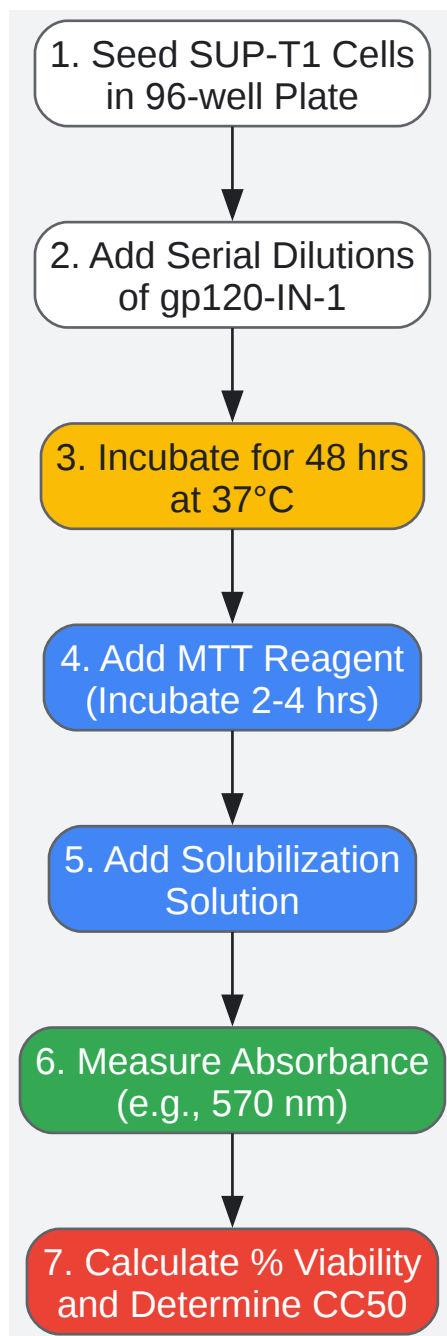 1. Seed SUP-T1 Cells
in 96-well Plate
2. Add Serial Dilutions
of gp120-IN-1
3. Incubate for 48 hrs
at 37°C
4. Add MTT Reagent
(Incubate 2-4 hrs)
5. Add Solubilization
Solution
6. Measure Absorbance
(e.g., 570 nm)
7. Calculate % Viability
and Determine CC50